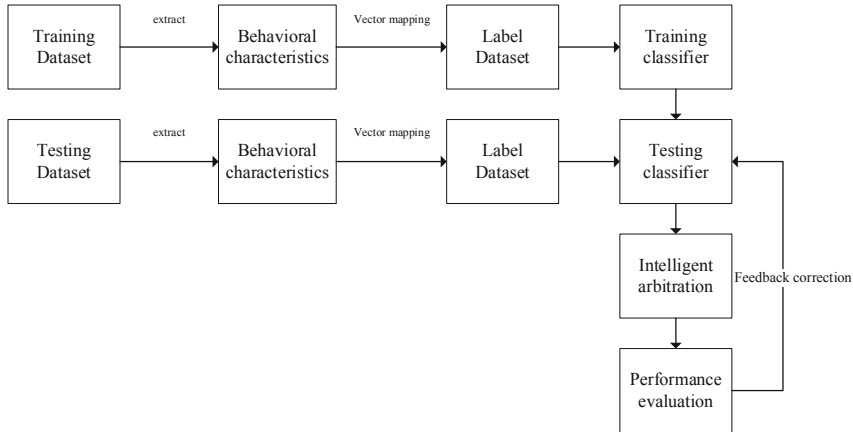 extract
Vector mapping
Training
Dataset
Behavioral
characteristics
Label
Dataset
Training
classifier
extract
Vector mapping
Testing
Dataset
Behavioral
characteristics
Label
Dataset
Testing
classifier
Intelligent
arbitration
Feedback correction
Performance
evaluation